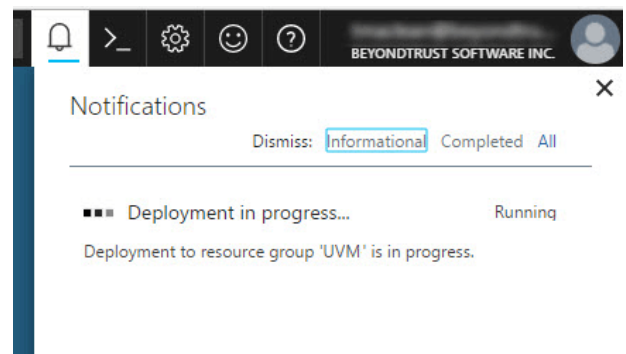 BEYONDTRUST SOFTWARE INC.
Notifications
Dismiss: Informational Completed All
Deployment in progress... Running
Deployment to resource group 'UVM' is in progress.